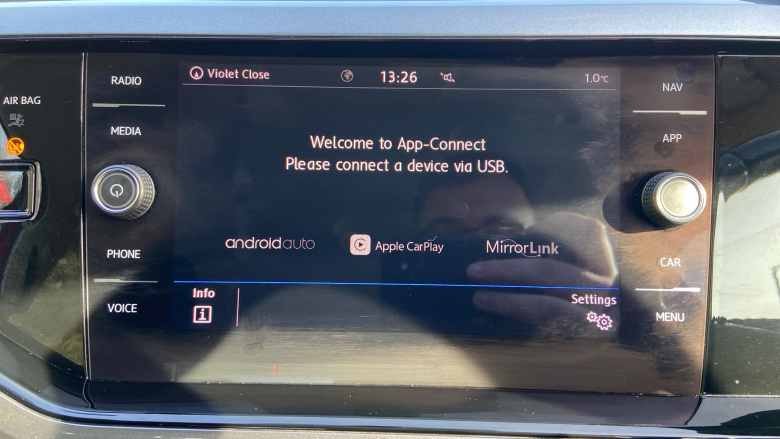 AIR BAG
RADIO
MEDIA
PHONE
VOICE
Violet Close 13:26 1.0°C
Welcome to App-Connect
Please connect a device via USB.
androidauto Apple CarPlay MirrorLink
Info Settings
NAV
APP
CAR
MENU